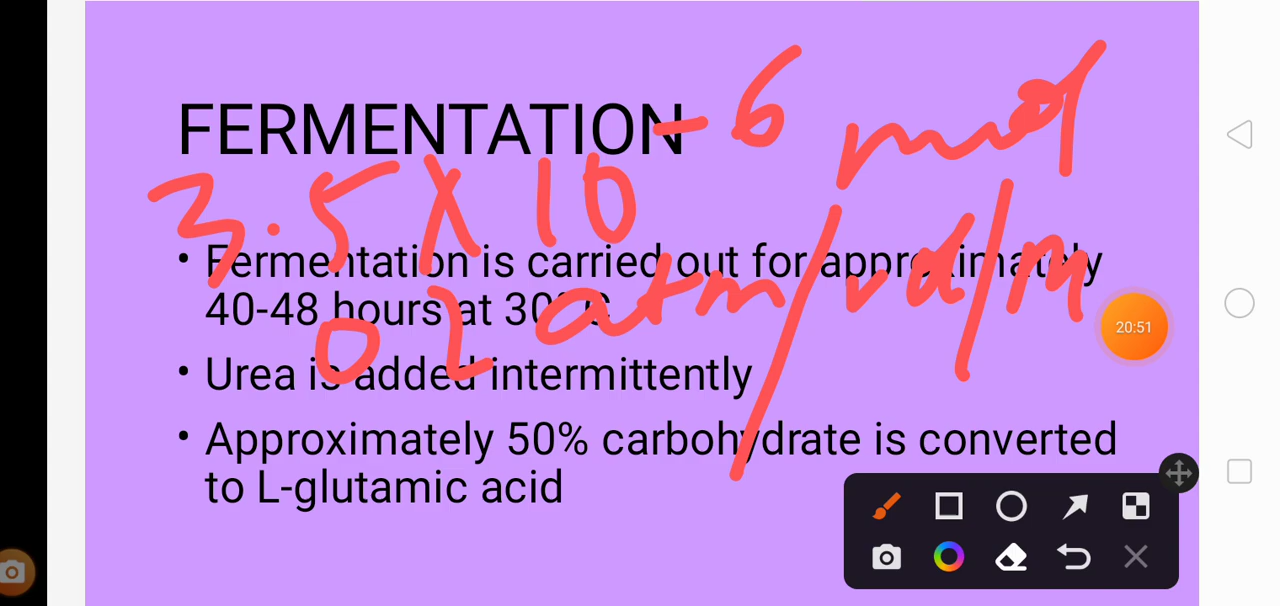 FERMENTATION
-6 mol
3.5 X 10
• Fermentation is carried out for approximately
40-48 hours at 30°C
O2 atm/ml/M
• Urea is added intermittently
• Approximately 50% carbohydrate is converted
to L-glutamic acid
20:51